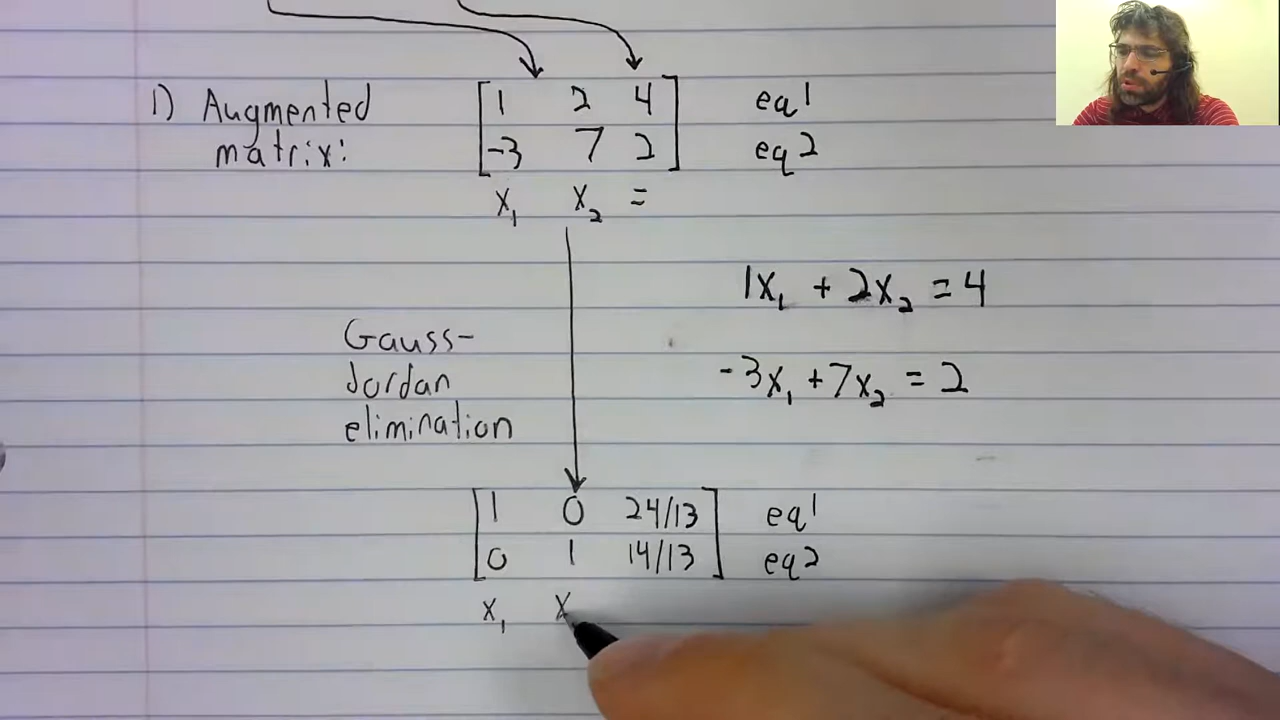 1) Augmented matrix:
[1 2 4] eq1
[-3 7 2] eq2
x₁ x₂ =
1x₁ + 2x₂ = 4
-3x₁ + 7x₂ = 2
Gauss-
Jordan
elimination
[1 0 24/13] eq1
[0 1 14/13] eq2
x₁ x